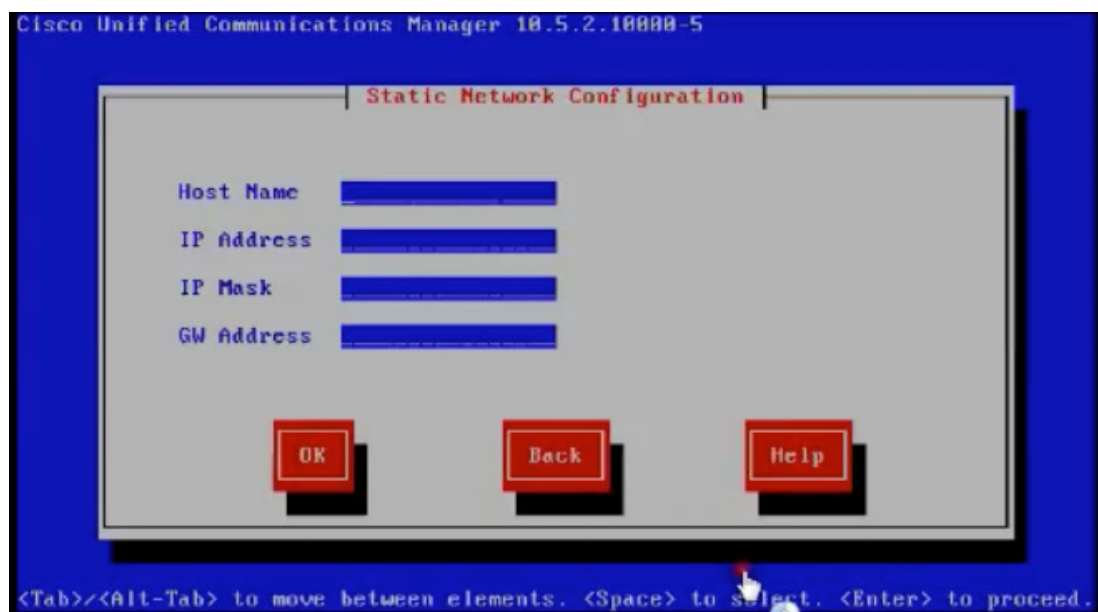 Cisco Unified Communications Manager 10.5.2.10000-5
Static Network Configuration
Host Name
IP Address
IP Mask
GW Address
OK Back Help
<Tab>/<Alt-Tab> to move between elements. <Space> to select. <Enter> to proceed.